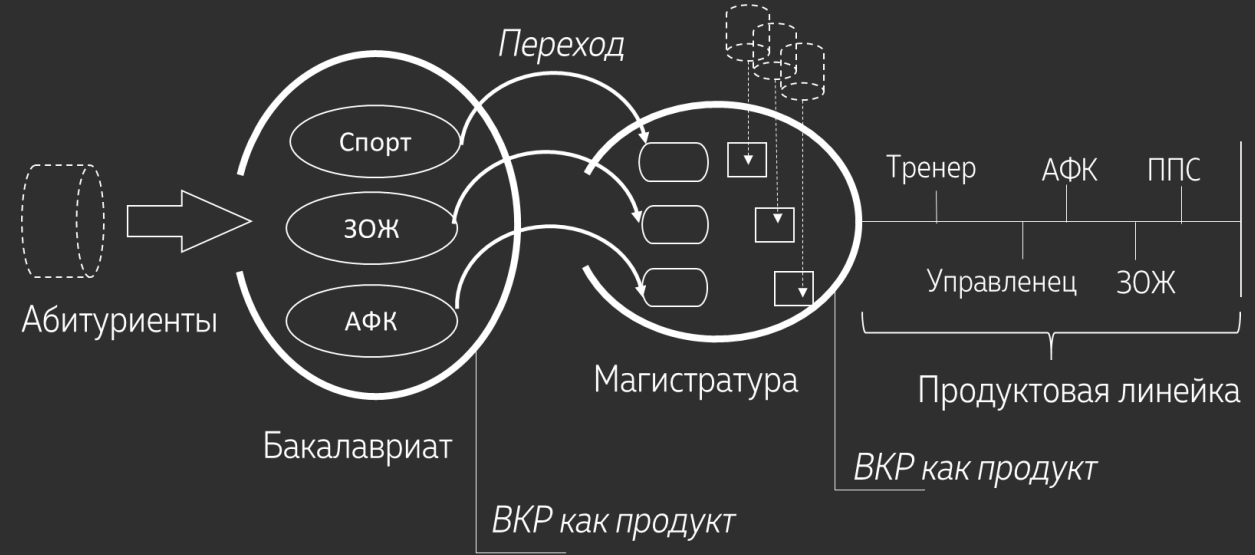 Переход
Спорт
ЗОЖ
АФК
Абитуриенты
Бакалавриат
ВКР как продукт
Магистратура
ВКР как продукт
Тренер
АФК
ППС
Управленец
ЗОЖ
Продуктовая линейка